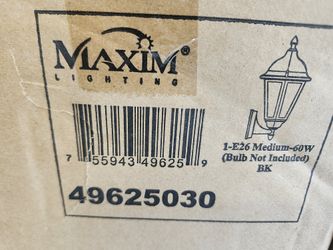 MAXIM®
LIGHTING
1-E26 Medium-60W
(Bulb Not Included)
BK
7 55943 49625 9
49625030